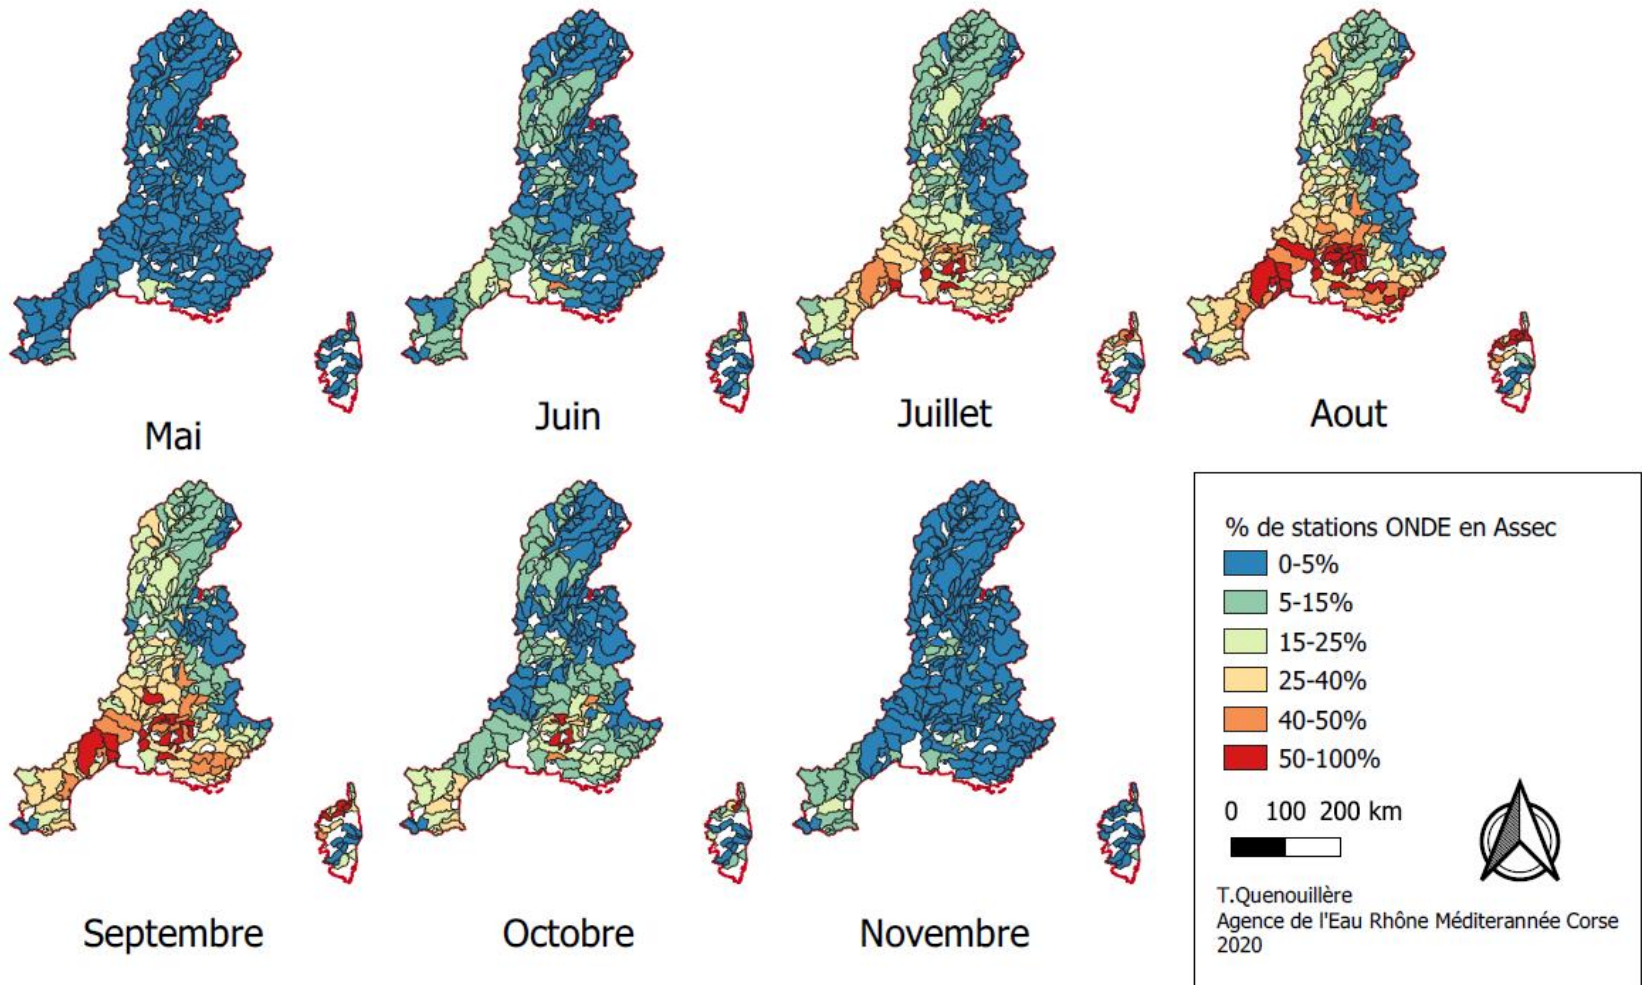 Mai
Juin
Juillet
Aout
Septembre
Octobre
Novembre
% de stations ONDE en Assec
0-5%
5-15%
15-25%
25-40%
40-50%
50-100%
0 100 200 km
T.Quenouillère
Agence de l'Eau Rhône Méditerannée Corse
2020